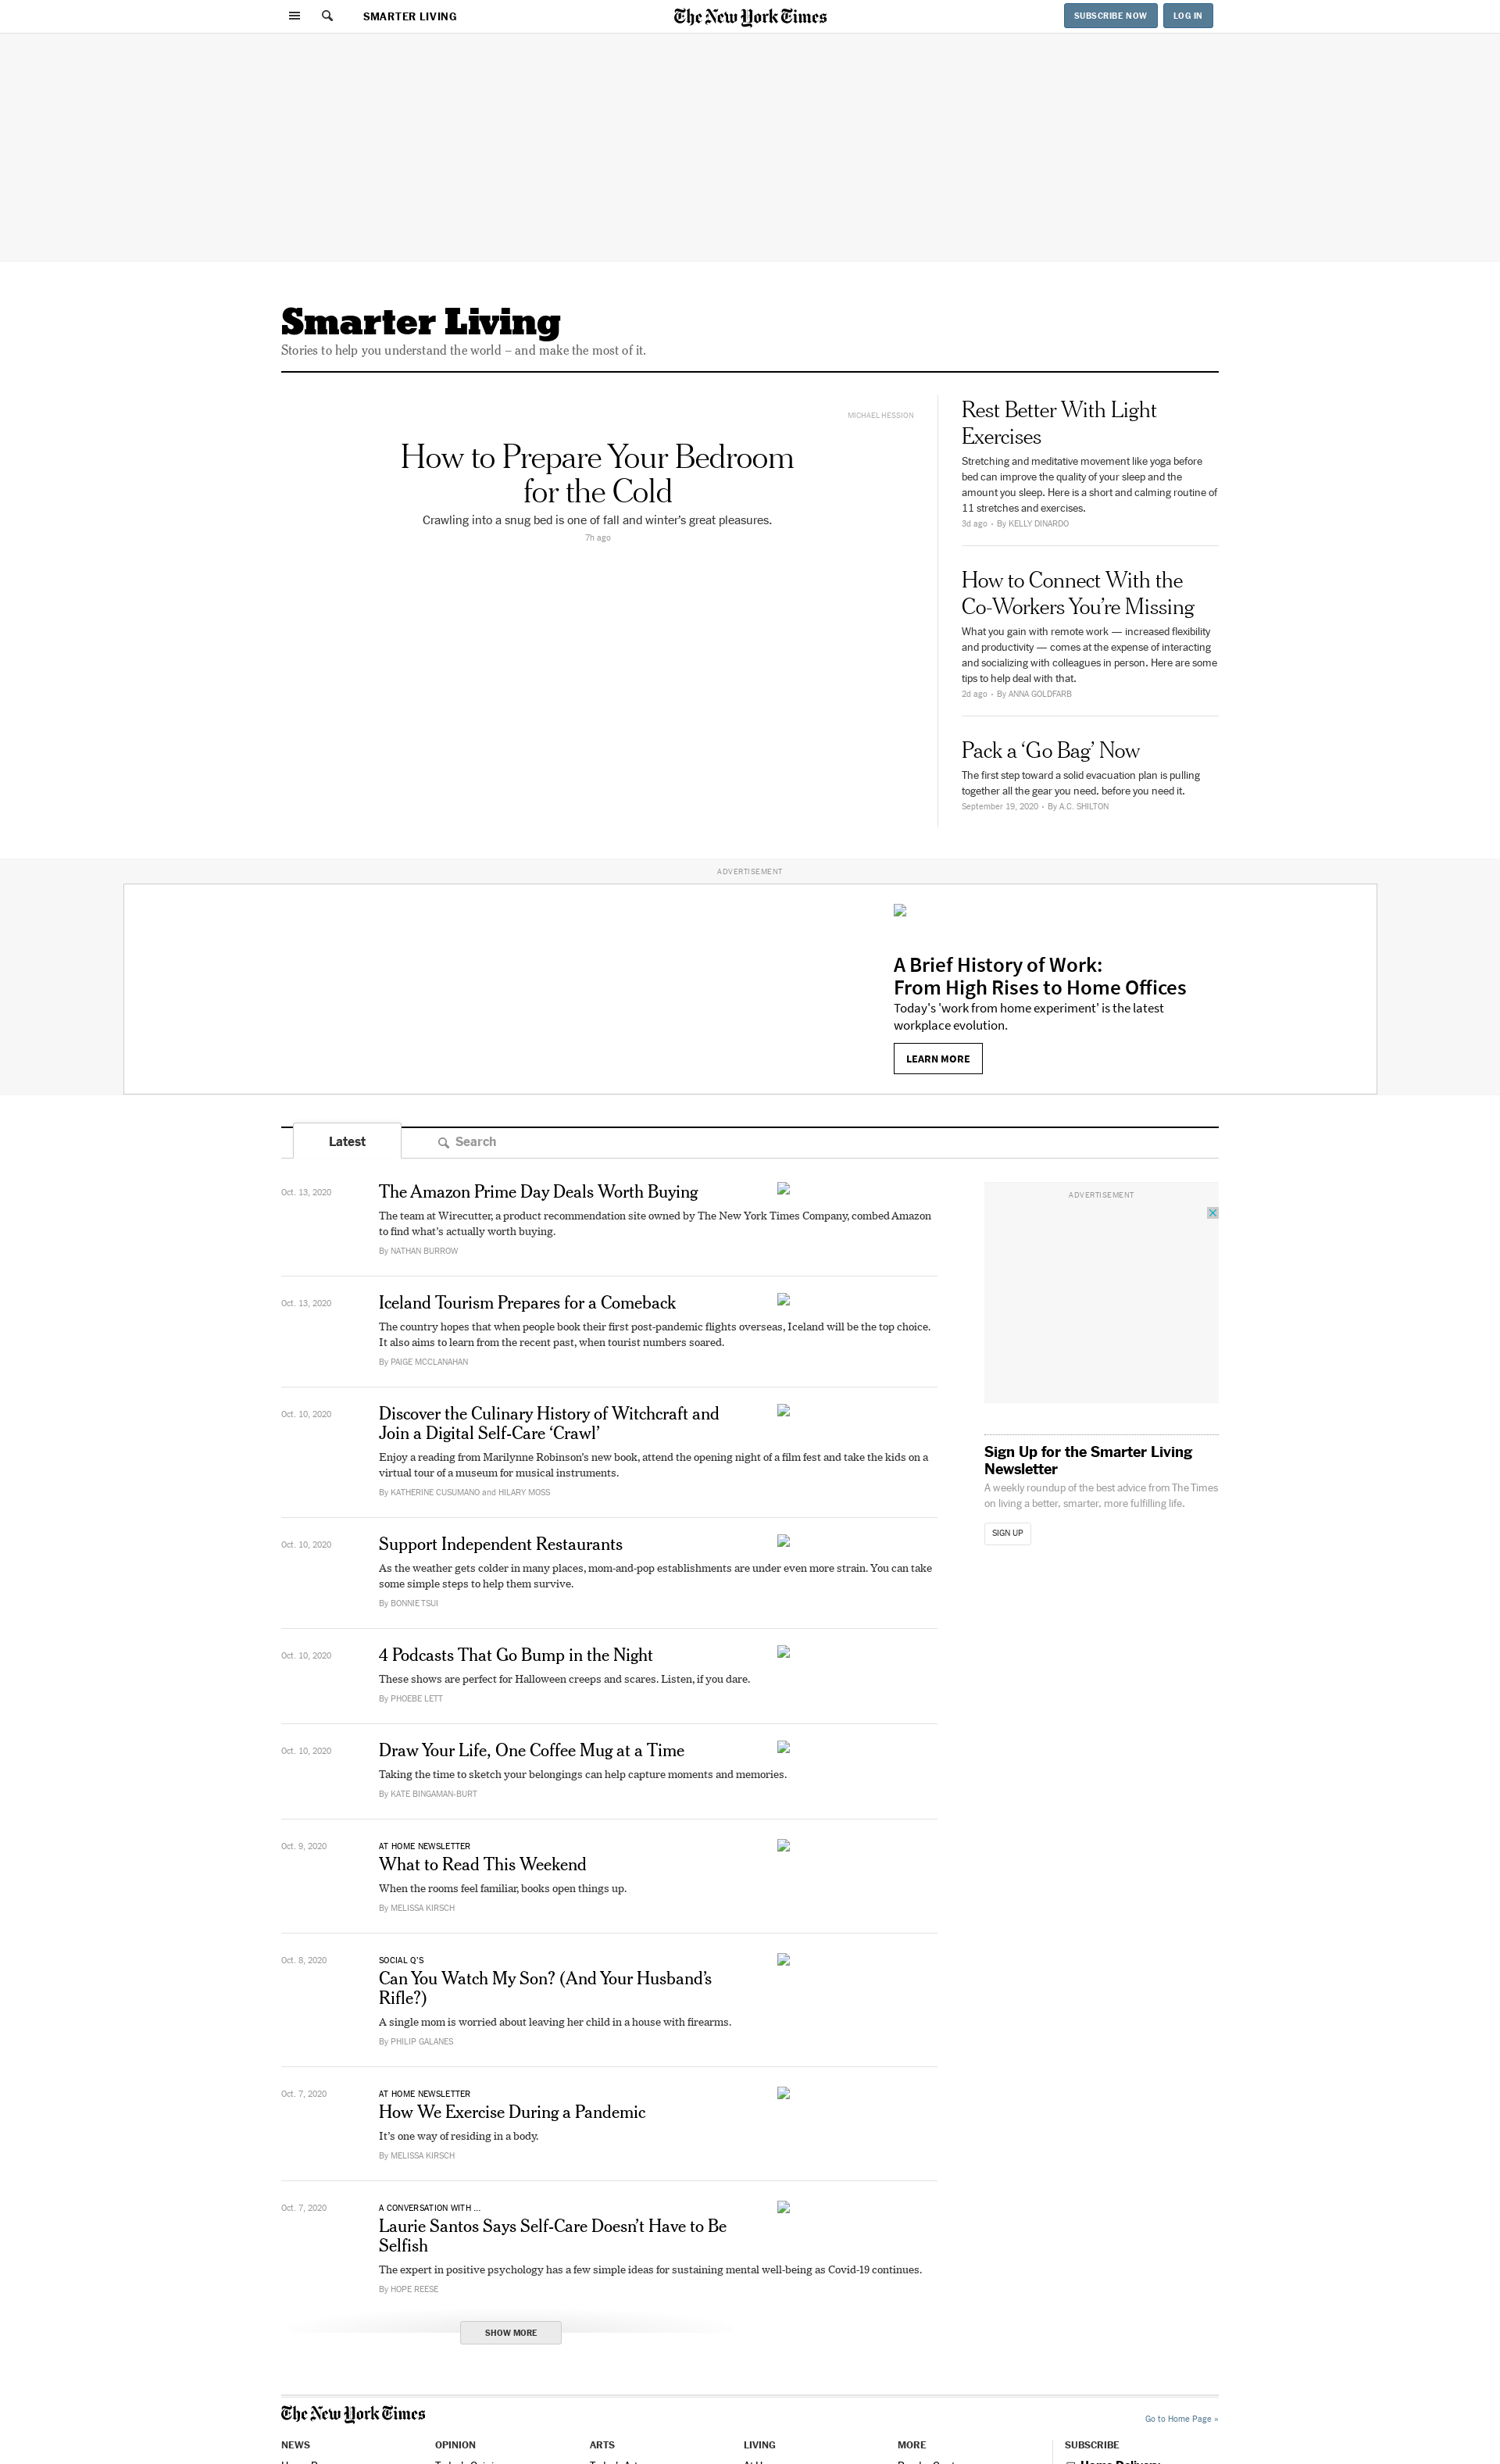 SMARTER LIVING
The New York Times
SUBSCRIBE NOW
LOG IN
Smarter Living
Stories to help you understand the world – and make the most of it.
MICHAEL HESSION
How to Prepare Your Bedroom
for the Cold
Crawling into a snug bed is one of fall and winter’s great pleasures.
7h ago
Rest Better With Light
Exercises
Stretching and meditative movement like yoga before
bed can improve the quality of your sleep and the
amount you sleep. Here is a short and calming routine of
11 stretches and exercises.
3d ago • By KELLY DINARDO
How to Connect With the
Co-Workers You’re Missing
What you gain with remote work — increased flexibility
and productivity — comes at the expense of interacting
and socializing with colleagues in person. Here are some
tips to help deal with that.
2d ago • By ANNA GOLDFARB
Pack a ‘Go Bag’ Now
The first step toward a solid evacuation plan is pulling
together all the gear you need, before you need it.
September 19, 2020 • By A.C. SHILTON
ADVERTISEMENT
A Brief History of Work:
From High Rises to Home Offices
Today's 'work from home experiment' is the latest
workplace evolution.
LEARN MORE
Latest
Search
Oct. 13, 2020
The Amazon Prime Day Deals Worth Buying
The team at Wirecutter, a product recommendation site owned by The New York Times Company, combed Amazon
to find what’s actually worth buying.
By NATHAN BURROW
Oct. 13, 2020
Iceland Tourism Prepares for a Comeback
The country hopes that when people book their first post-pandemic flights overseas, Iceland will be the top choice.
It also aims to learn from the recent past, when tourist numbers soared.
By PAIGE MCCLANAHAN
Oct. 10, 2020
Discover the Culinary History of Witchcraft and
Join a Digital Self-Care ‘Crawl’
Enjoy a reading from Marilynne Robinson’s new book, attend the opening night of a film fest and take the kids on a
virtual tour of a museum for musical instruments.
By KATHERINE CUSUMANO and HILARY MOSS
Oct. 10, 2020
Support Independent Restaurants
As the weather gets colder in many places, mom-and-pop establishments are under even more strain. You can take
some simple steps to help them survive.
By BONNIE TSUI
Oct. 10, 2020
4 Podcasts That Go Bump in the Night
These shows are perfect for Halloween creeps and scares. Listen, if you dare.
By PHOEBE LETT
Oct. 10, 2020
Draw Your Life, One Coffee Mug at a Time
Taking the time to sketch your belongings can help capture moments and memories.
By KATE BINGAMAN-BURT
Oct. 9, 2020
AT HOME NEWSLETTER
What to Read This Weekend
When the rooms feel familiar, books open things up.
By MELISSA KIRSCH
Oct. 8, 2020
SOCIAL Q’S
Can You Watch My Son? (And Your Husband’s
Rifle?)
A single mom is worried about leaving her child in a house with firearms.
By PHILIP GALANES
Oct. 7, 2020
AT HOME NEWSLETTER
How We Exercise During a Pandemic
It’s one way of residing in a body.
By MELISSA KIRSCH
Oct. 7, 2020
A CONVERSATION WITH ...
Laurie Santos Says Self-Care Doesn’t Have to Be
Selfish
The expert in positive psychology has a few simple ideas for sustaining mental well-being as Covid-19 continues.
By HOPE REESE
SHOW MORE
ADVERTISEMENT
Sign Up for the Smarter Living
Newsletter
A weekly roundup of the best advice from The Times
on living a better, smarter, more fulfilling life.
SIGN UP
The New York Times
Go to Home Page »
NEWS
OPINION
ARTS
LIVING
MORE
SUBSCRIBE